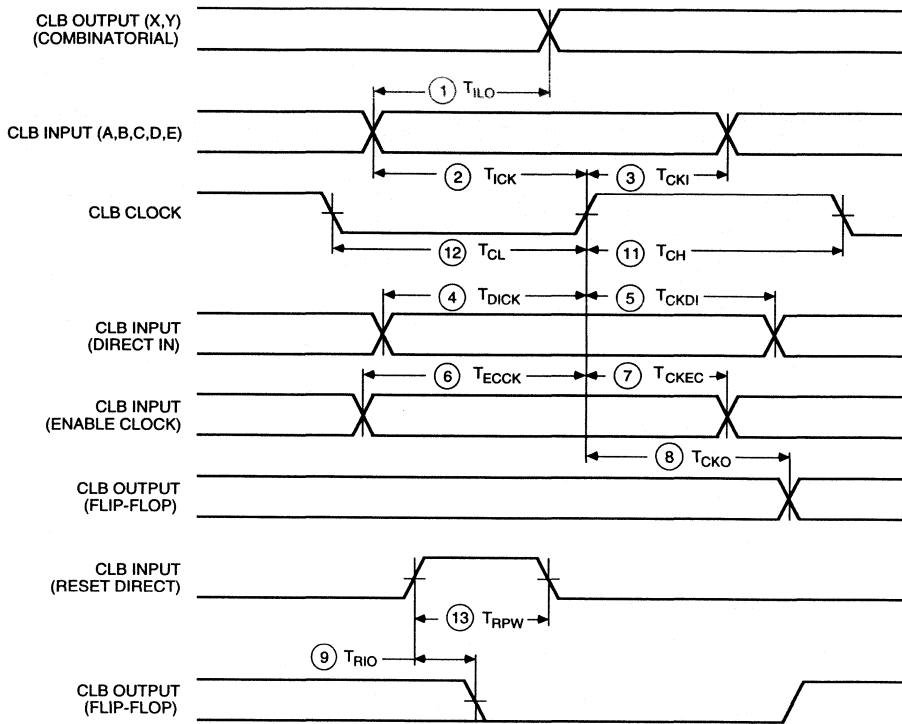 CLB OUTPUT (X,Y)
(COMBINATORIAL)
1 TILO
CLB INPUT (A,B,C,D,E)
2 TICK 3 TCKI
CLB CLOCK
12 TCL 11 TCH
4 TDICK 5 TCKDI
CLB INPUT
(DIRECT IN)
6 TECCK 7 TCKEC
CLB INPUT
(ENABLE CLOCK)
8 TCKO
CLB OUTPUT
(FLIP-FLOP)
CLB INPUT
(RESET DIRECT)
13 TRPW
9 TRIO
CLB OUTPUT
(FLIP-FLOP)